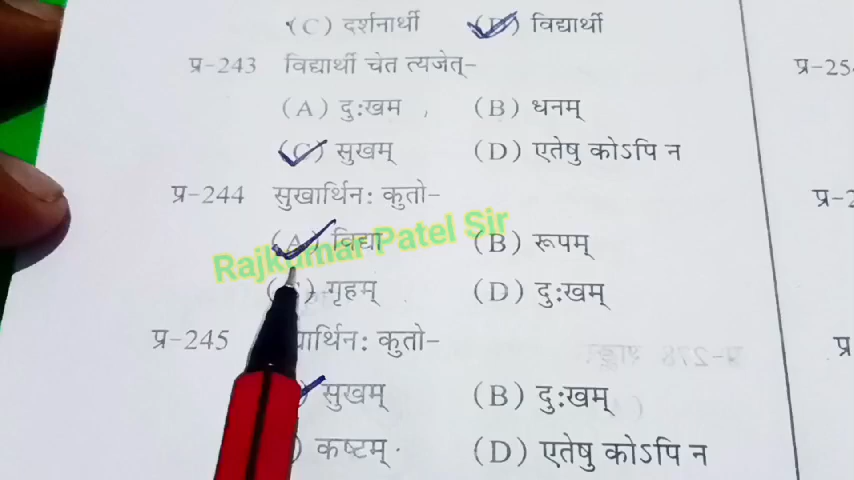 (C) दर्शनार्थी (D) विद्यार्थी
प्र-243 विद्यार्थी चेत त्यजेत्-
(A) दुःखम (B) धनम्
(C) सुखम् (D) एतेषु कोऽपि न
प्र-244 सुखार्थिनः कुतो-
(A) विद्या (B) रूपम्
Rajkumar Patel Sir
गृहम् (D) दुःखम्
प्र-245 कुतो-
सुखम् (B) दुःखम्
कष्टम् (D) एतेषु कोऽपि न
प्र-25
प्र-2
प्र